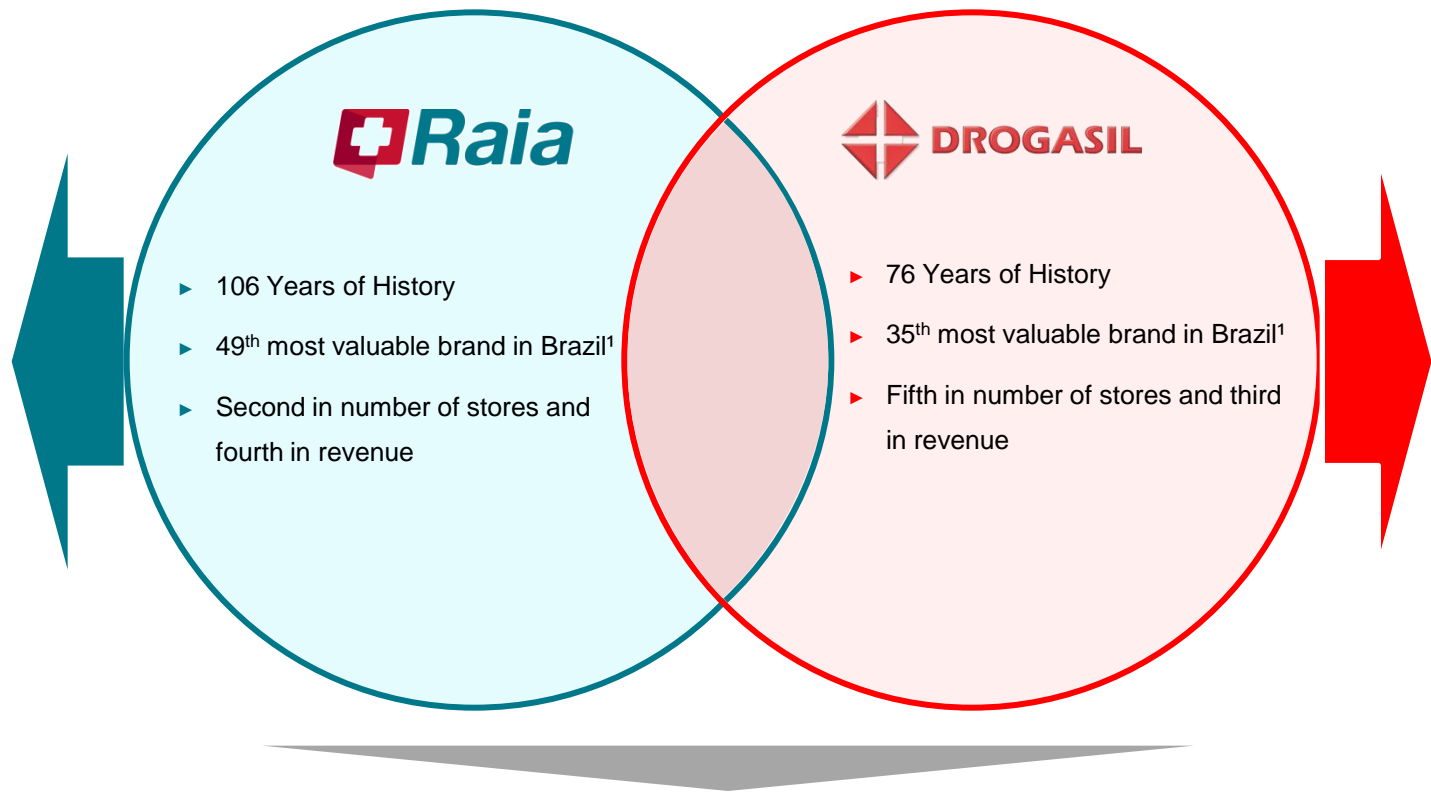 Raia
► 106 Years of History
► 49th most valuable brand in Brazil¹
► Second in number of stores and
fourth in revenue
DROGASIL
► 76 Years of History
► 35th most valuable brand in Brazil¹
► Fifth in number of stores and third
in revenue